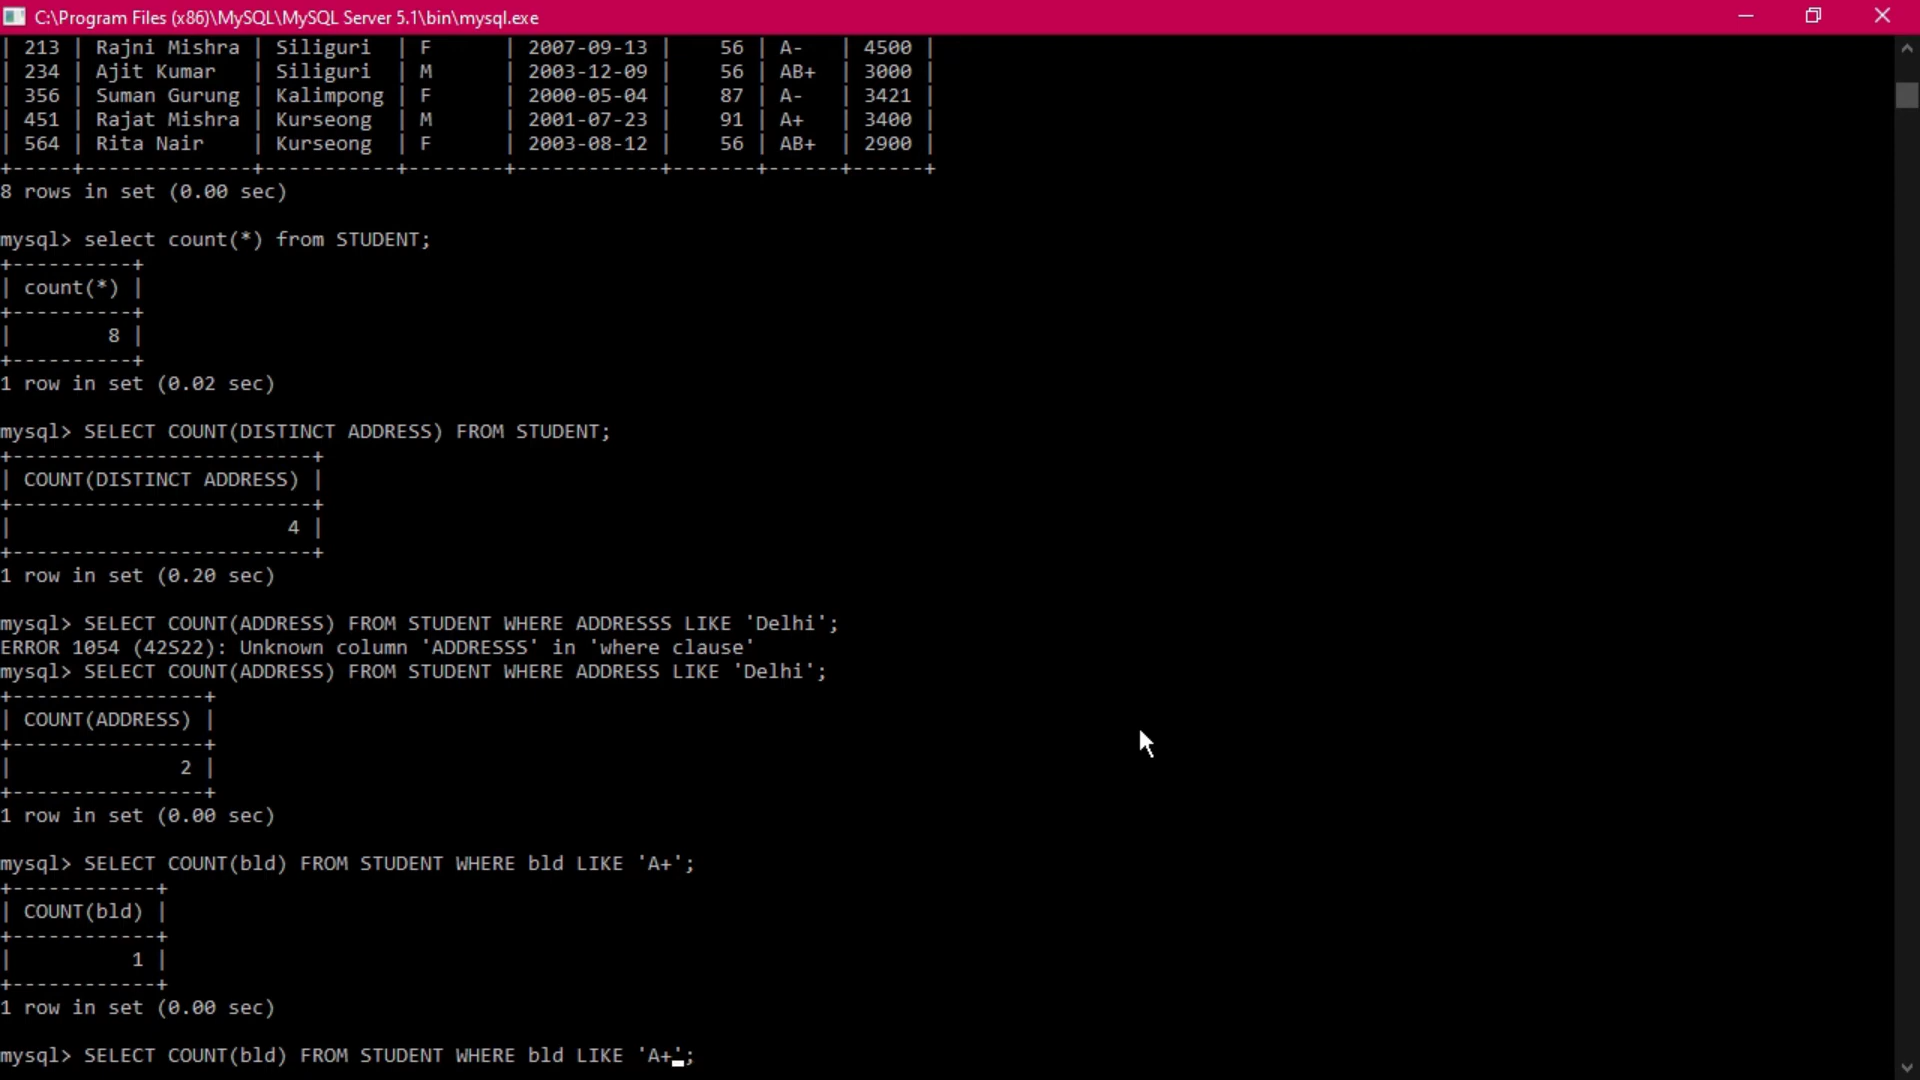 C:\Program Files (x86)\MySQL\MySQL Server 5.1\bin\mysql.exe
| 213 | Rajni Mishra | Siliguri  | F      | 2007-09-13 |    56 | A-   | 4500 |
| 234 | Ajit Kumar   | Siliguri  | M      | 2003-12-09 |    56 | AB+  | 3000 |
| 356 | Suman Gurung | Kalimpong | F      | 2000-05-04 |    87 | A-   | 3421 |
| 451 | Rajat Mishra | Kurseong  | M      | 2001-07-23 |    91 | A+   | 3400 |
| 564 | Rita Nair    | Kurseong  | F      | 2003-08-12 |    56 | AB+  | 2900 |
+-----+--------------+-----------+--------+------------+-------+------+------+
8 rows in set (0.00 sec)
mysql> select count(*) from STUDENT;
+----------+
| count(*) |
+----------+
|        8 |
+----------+
1 row in set (0.02 sec)
mysql> SELECT COUNT(DISTINCT ADDRESS) FROM STUDENT;
+-------------------------+
| COUNT(DISTINCT ADDRESS) |
+-------------------------+
|                       4 |
+-------------------------+
1 row in set (0.20 sec)
mysql> SELECT COUNT(ADDRESS) FROM STUDENT WHERE ADDRESSS LIKE 'Delhi';
ERROR 1054 (42S22): Unknown column 'ADDRESSS' in 'where clause'
mysql> SELECT COUNT(ADDRESS) FROM STUDENT WHERE ADDRESS LIKE 'Delhi';
+----------------+
| COUNT(ADDRESS) |
+----------------+
|              2 |
+----------------+
1 row in set (0.00 sec)
mysql> SELECT COUNT(bld) FROM STUDENT WHERE bld LIKE 'A+';
+------------+
| COUNT(bld) |
+------------+
|          1 |
+------------+
1 row in set (0.00 sec)
mysql> SELECT COUNT(bld) FROM STUDENT WHERE bld LIKE 'A+';